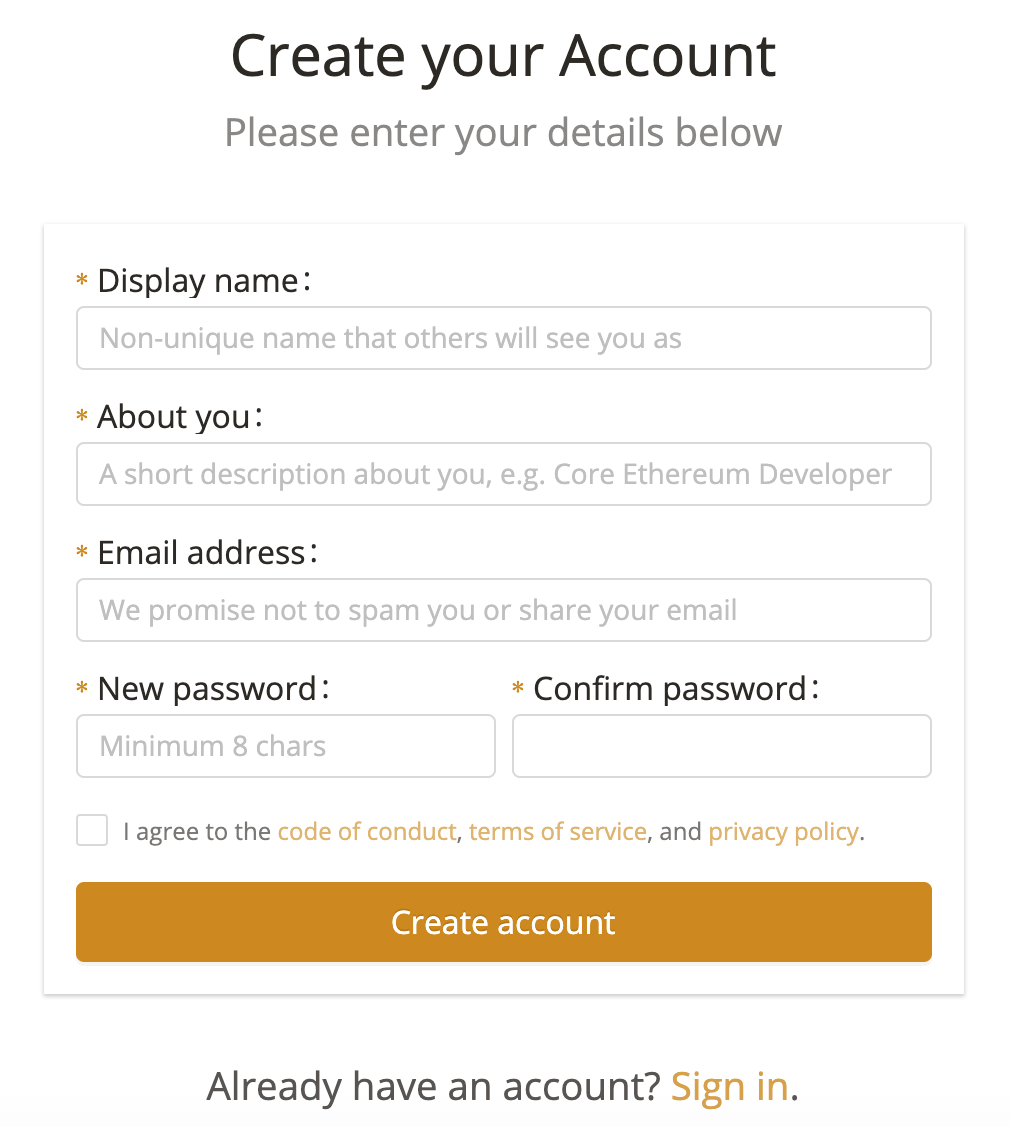 Create your Account
Please enter your details below
* Display name:
Non-unique name that others will see you as
* About you:
A short description about you, e.g. Core Ethereum Developer
* Email address:
We promise not to spam you or share your email
* New password: * Confirm password:
Minimum 8 chars
I agree to the code of conduct, terms of service, and privacy policy.
Create account
Already have an account? Sign in.